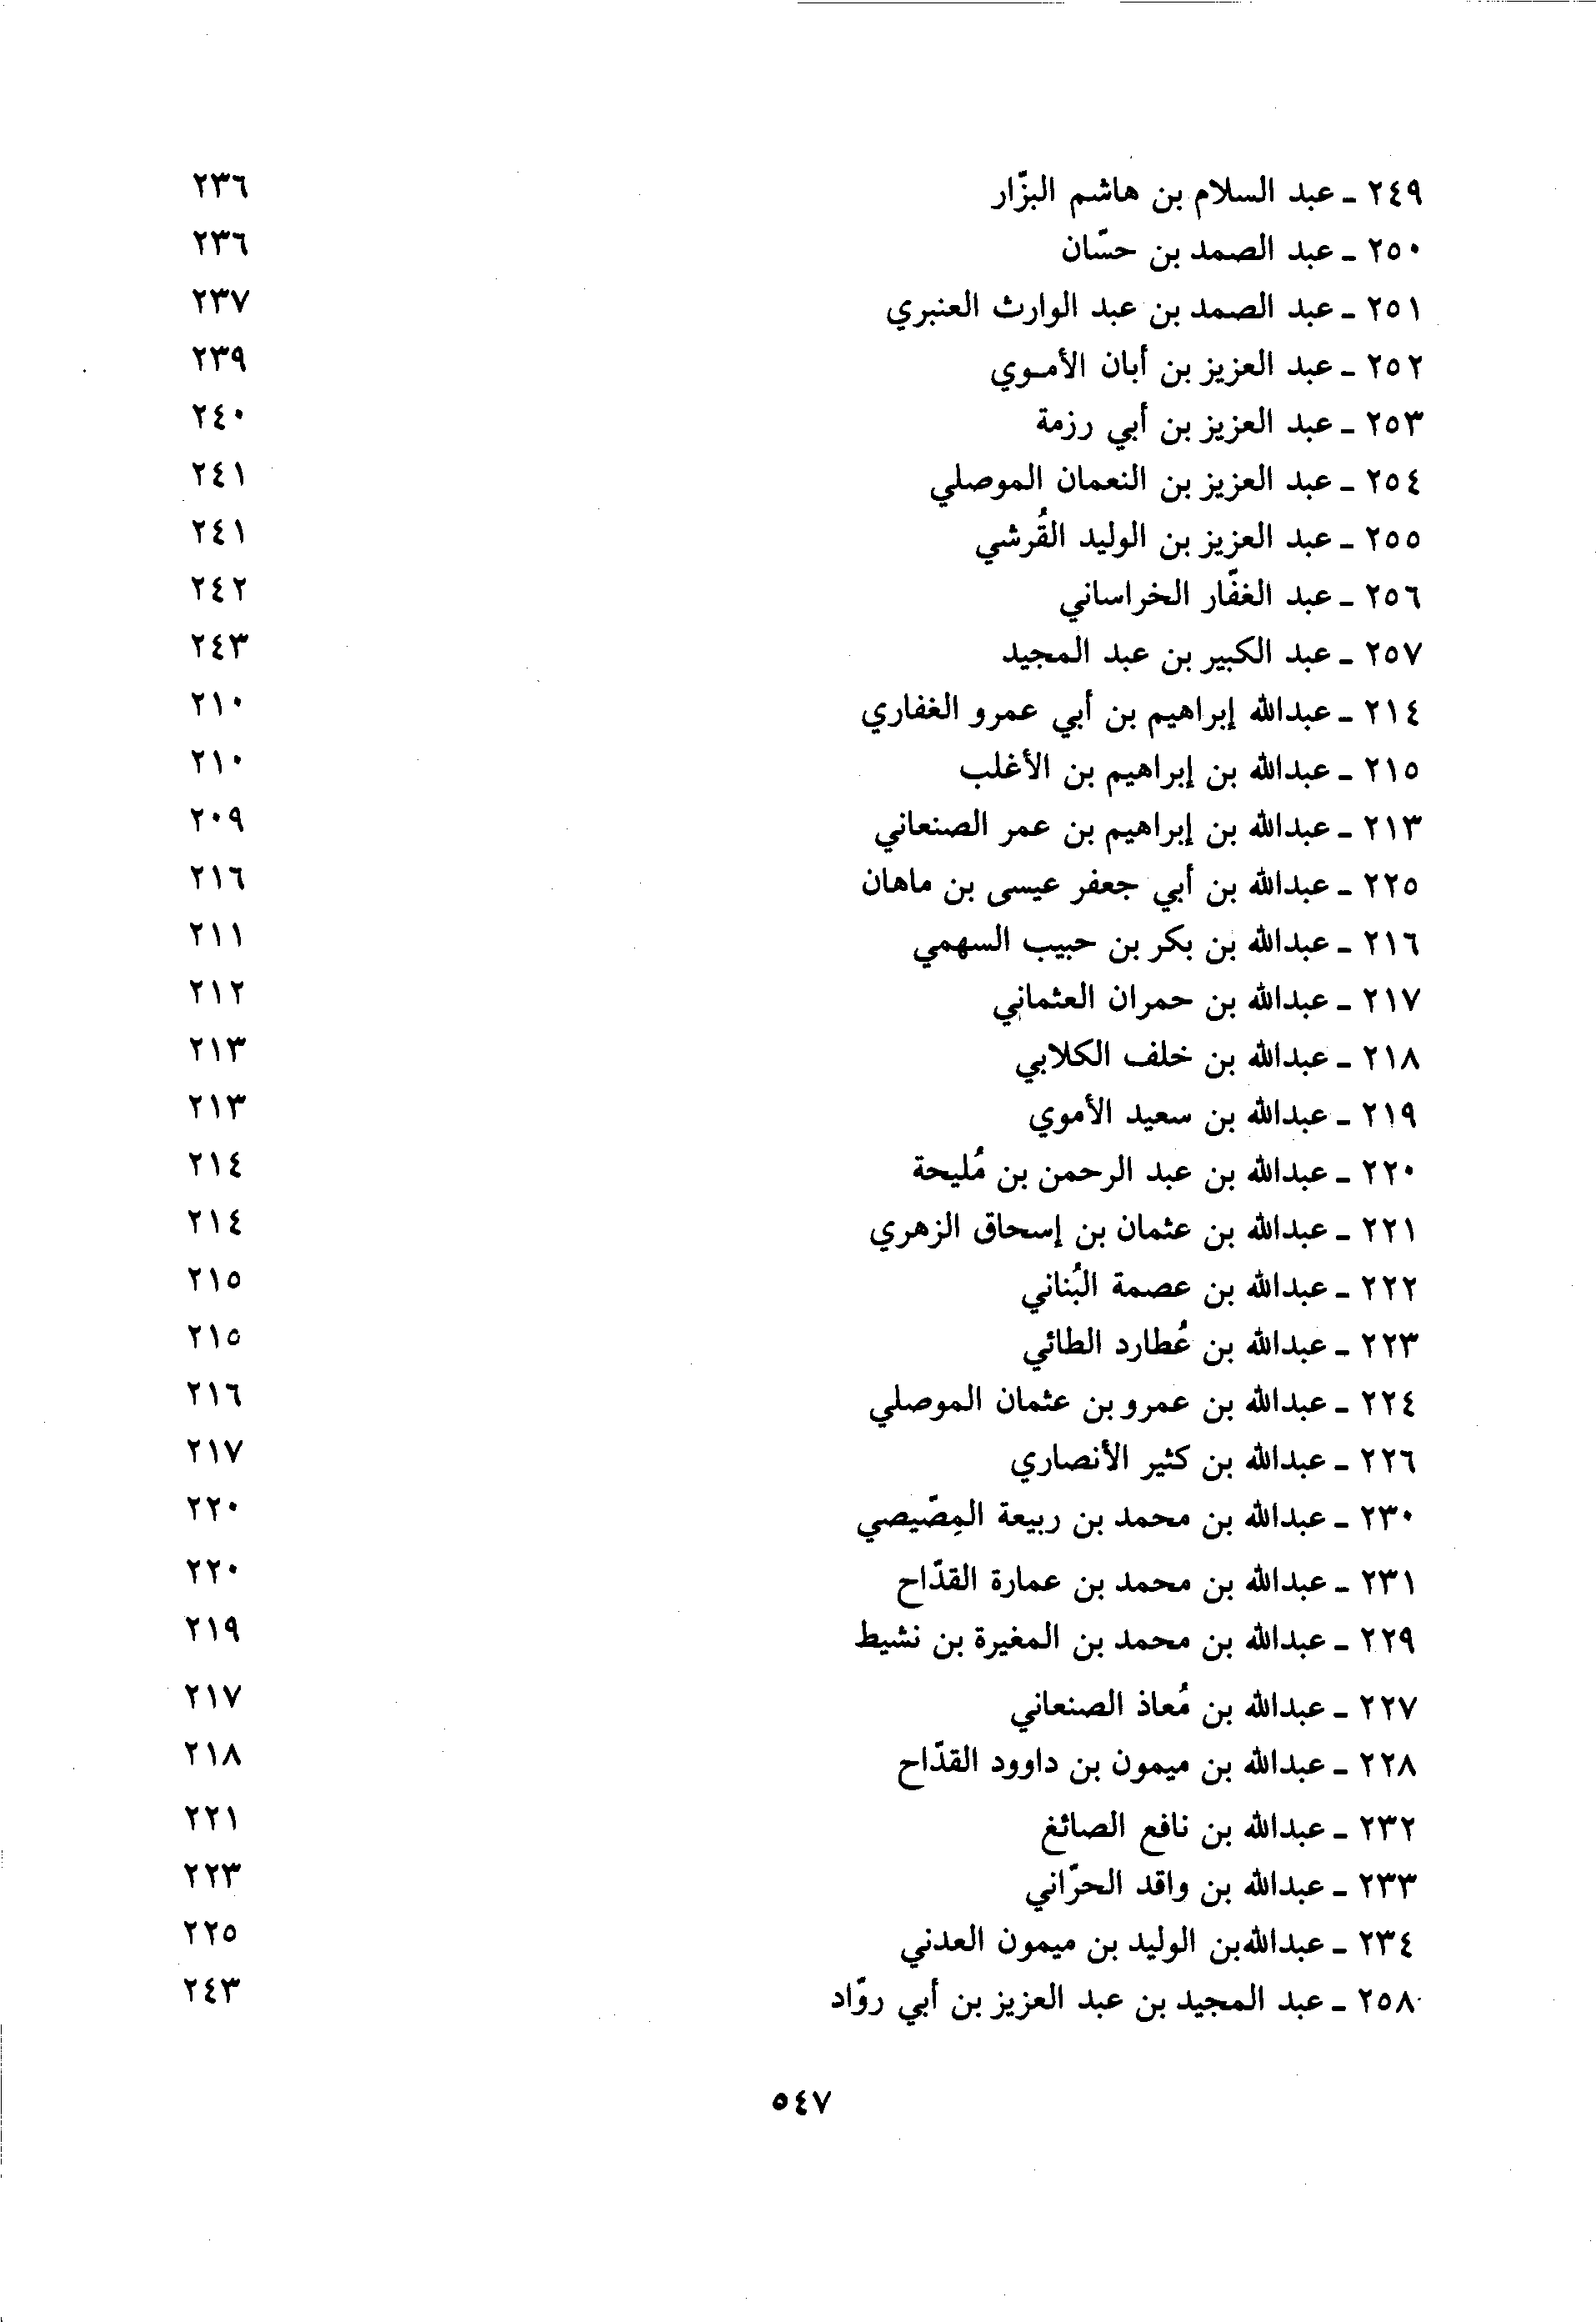 ٢٤٩ ـ عبد السلام بن هاشم البزّار ٢٣٦
٢٥٠ ـ عبد الصمد بن حسّان ٢٣٦
٢٥١ ـ عبد الصمد بن عبد الوارث العنبري ٢٣٧
٢٥٢ ـ عبد العزيز بن أبان الأمـوي ٢٣٩
٢٥٣ ـ عبد العزيز بن أبي رزمة ٢٤٠
٢٥٤ ـ عبد العزيز بن النعمان الموصلي ٢٤١
٢٥٥ ـ عبد العزيز بن الوليد القُرشي ٢٤١
٢٥٦ ـ عبد الغفّار الخراساني ٢٤٢
٢٥٧ ـ عبد الكبير بن عبد المجيد ٢٤٣
٢١٤ ـ عبدالله إبراهيم بن أبي عمرو الغفاري ٢١٠
٢١٥ ـ عبدالله بن إبراهيم بن الأغلب ٢١٠
٢١٣ ـ عبدالله بن إبراهيم بن عمر الصنعاني ٢٠٩
٢٢٥ ـ عبدالله بن أبي جعفر عيسى بن ماهان ٢١٦
٢١٦ ـ عبدالله بن بكر بن حبيب السهمي ٢١١
٢١٧ ـ عبدالله بن حمران العثماني ٢١٢
٢١٨ ـ عبدالله بن خلف الكلابي ٢١٣
٢١٩ ـ عبدالله بن سعيد الأموي ٢١٣
٢٢٠ ـ عبدالله بن عبد الرحمن بن مُليحة ٢١٤
٢٢١ ـ عبدالله بن عثمان بن إسحاق الزهري ٢١٤
٢٢٢ ـ عبدالله بن عصمة البُناني ٢١٥
٢٢٣ ـ عبدالله بن عُطارد الطائي ٢١٥
٢٢٤ ـ عبدالله بن عمرو بن عثمان الموصلي ٢١٦
٢٢٦ ـ عبدالله بن كثير الأنصاري ٢١٧
٢٣٠ ـ عبدالله بن محمد بن ربيعة المِصّيصي ٢٢٠
٢٣١ ـ عبدالله بن محمد بن عمارة القدّاح ٢٢٠
٢٢٩ ـ عبدالله بن محمد بن المغيرة بن نشيط ٢١٩
٢٢٧ ـ عبدالله بن مُعاذ الصنعاني ٢١٧
٢٢٨ ـ عبدالله بن ميمون بن داوود القدّاح ٢١٨
٢٣٢ ـ عبدالله بن نافع الصائغ ٢٢١
٢٣٣ ـ عبدالله بن واقد الحرّاني ٢٢٣
٢٣٤ ـ عبدالله بن الوليد بن ميمون العدني ٢٢٥
٢٥٨ ـ عبد المجيد بن عبد العزيز بن أبي روّاد ٢٤٣
٥٤٧